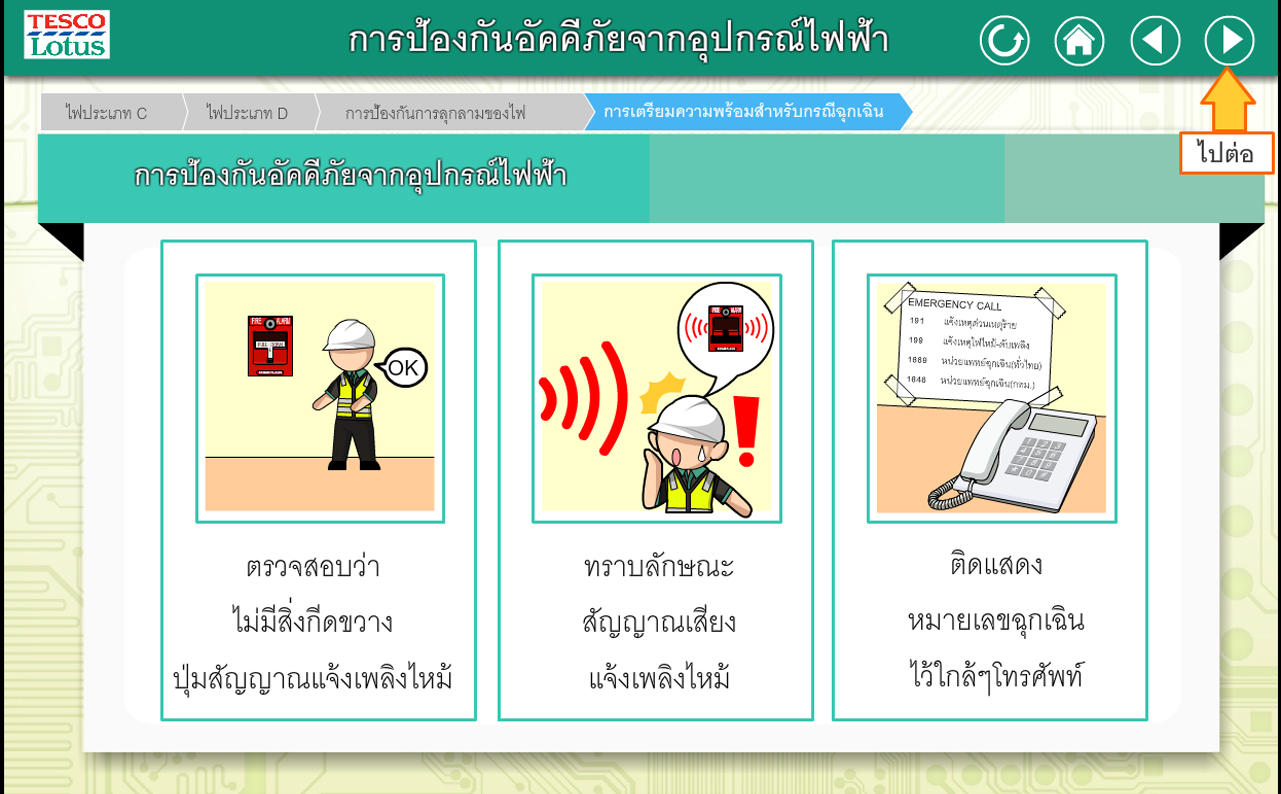 TESCO
Lotus
การป้องกันอัคคีภัยจากอุปกรณ์ไฟฟ้า
ไฟประเภท C
ไฟประเภท D
การป้องกันการลุกลามของไฟ
การเตรียมความพร้อมสำหรับกรณีฉุกเฉิน
ไปต่อ
การป้องกันอัคคีภัยจากอุปกรณ์ไฟฟ้า
FIRE ALARM
OK
ตรวจสอบว่า
ไม่มีสิ่งกีดขวาง
ปุ่มสัญญาณแจ้งเพลิงไหม้
ทราบลักษณะ
สัญญาณเสียง
แจ้งเพลิงไหม้
EMERGENCY CALL
191 แจ้งเหตุด่วนเหตุร้าย
199 แจ้งเหตุไฟไหม้-ดับเพลิง
1669 หน่วยแพทย์ฉุกเฉิน(ทั่วไทย)
1646 หน่วยแพทย์ฉุกเฉิน(กทม.)
ติดแสดง
หมายเลขฉุกเฉิน
ไว้ใกล้ๆโทรศัพท์